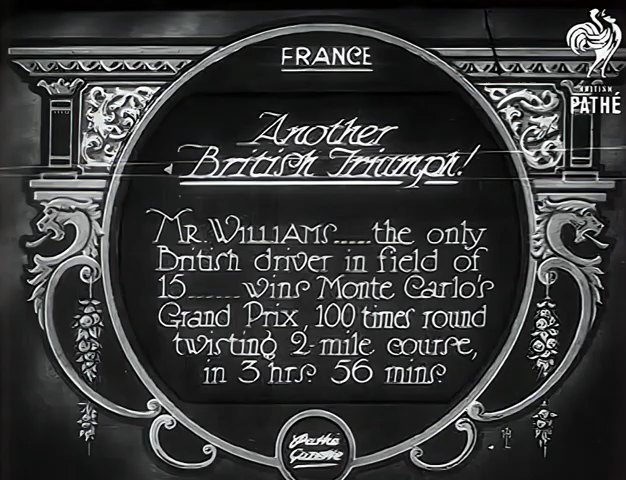 FRANCE
BRITISH
PATHÉ
Another
British Triumph!
MR. WILLIAMS.....the only
British driver in field of
15...... wins Monte Carlo's
Grand Prix, 100 times round
twisting 2-mile course,
in 3 hrs. 56 mins.
Pathé
Gazette